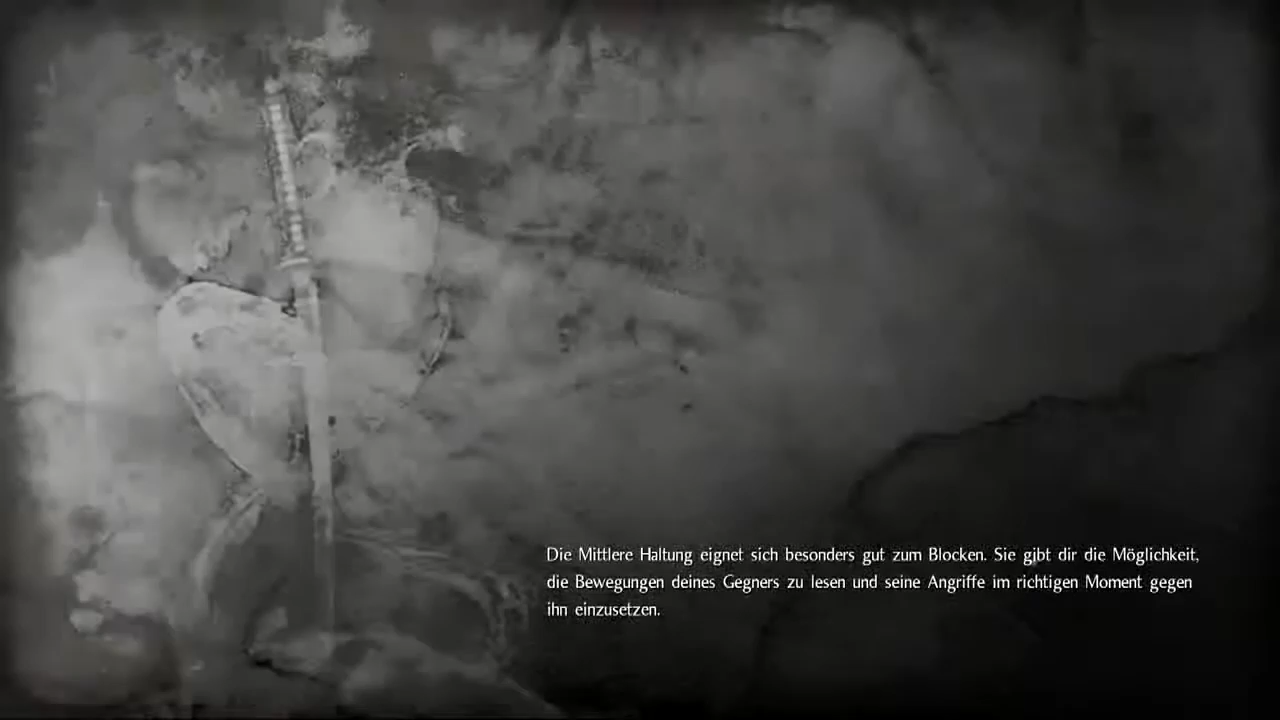 Die Mittlere Haltung eignet sich besonders gut zum Blocken. Sie gibt dir die Möglichkeit,
die Bewegungen deines Gegners zu lesen und seine Angriffe im richtigen Moment gegen
ihn einzusetzen.